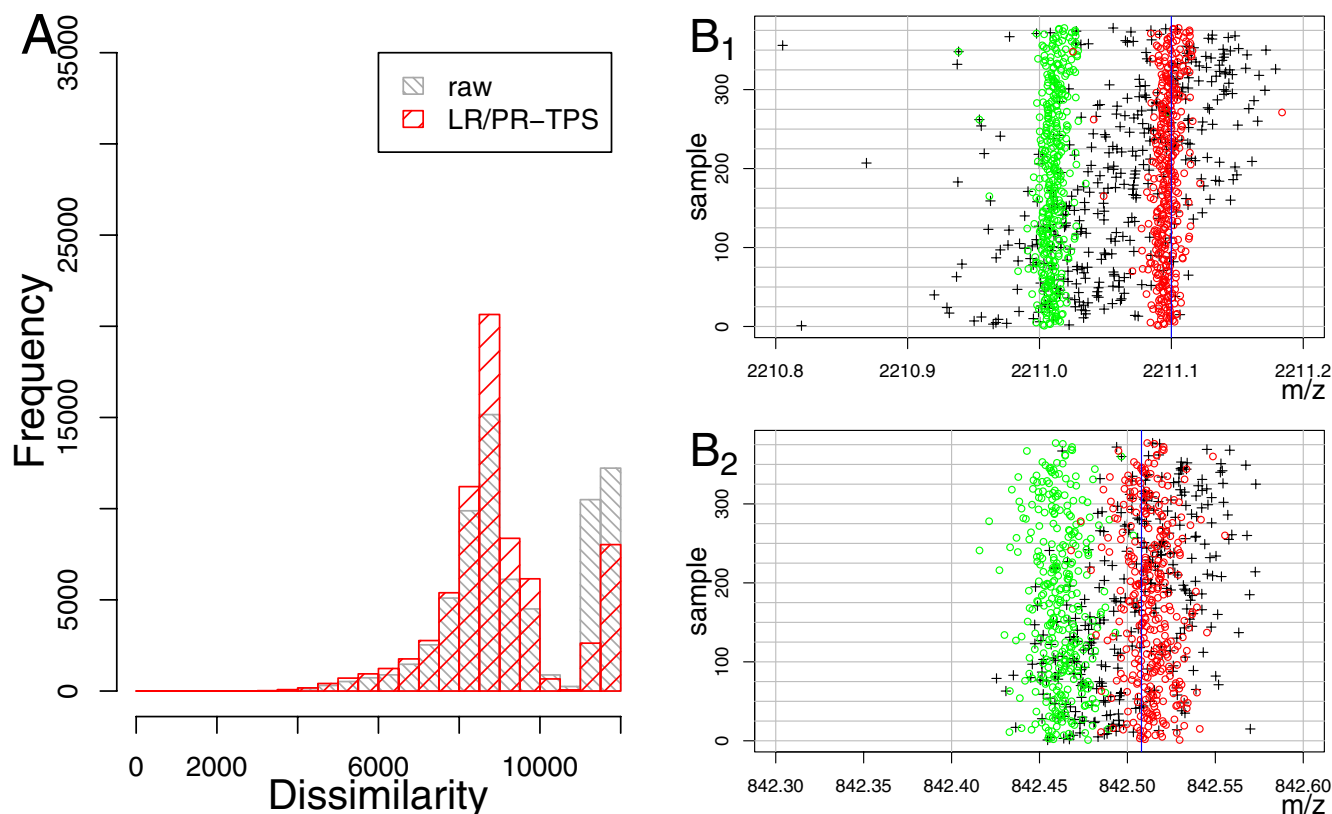 A
Frequency
0 5000 15000 25000 35000
raw
LR/PR−TPS
0 2000 6000 10000
Dissimilarity
B1
sample
0 100 200 300
2210.8 2210.9 2211.0 2211.1 2211.2
m/z
B2
sample
0 100 200 300
842.30 842.35 842.40 842.45 842.50 842.55 842.60
m/z